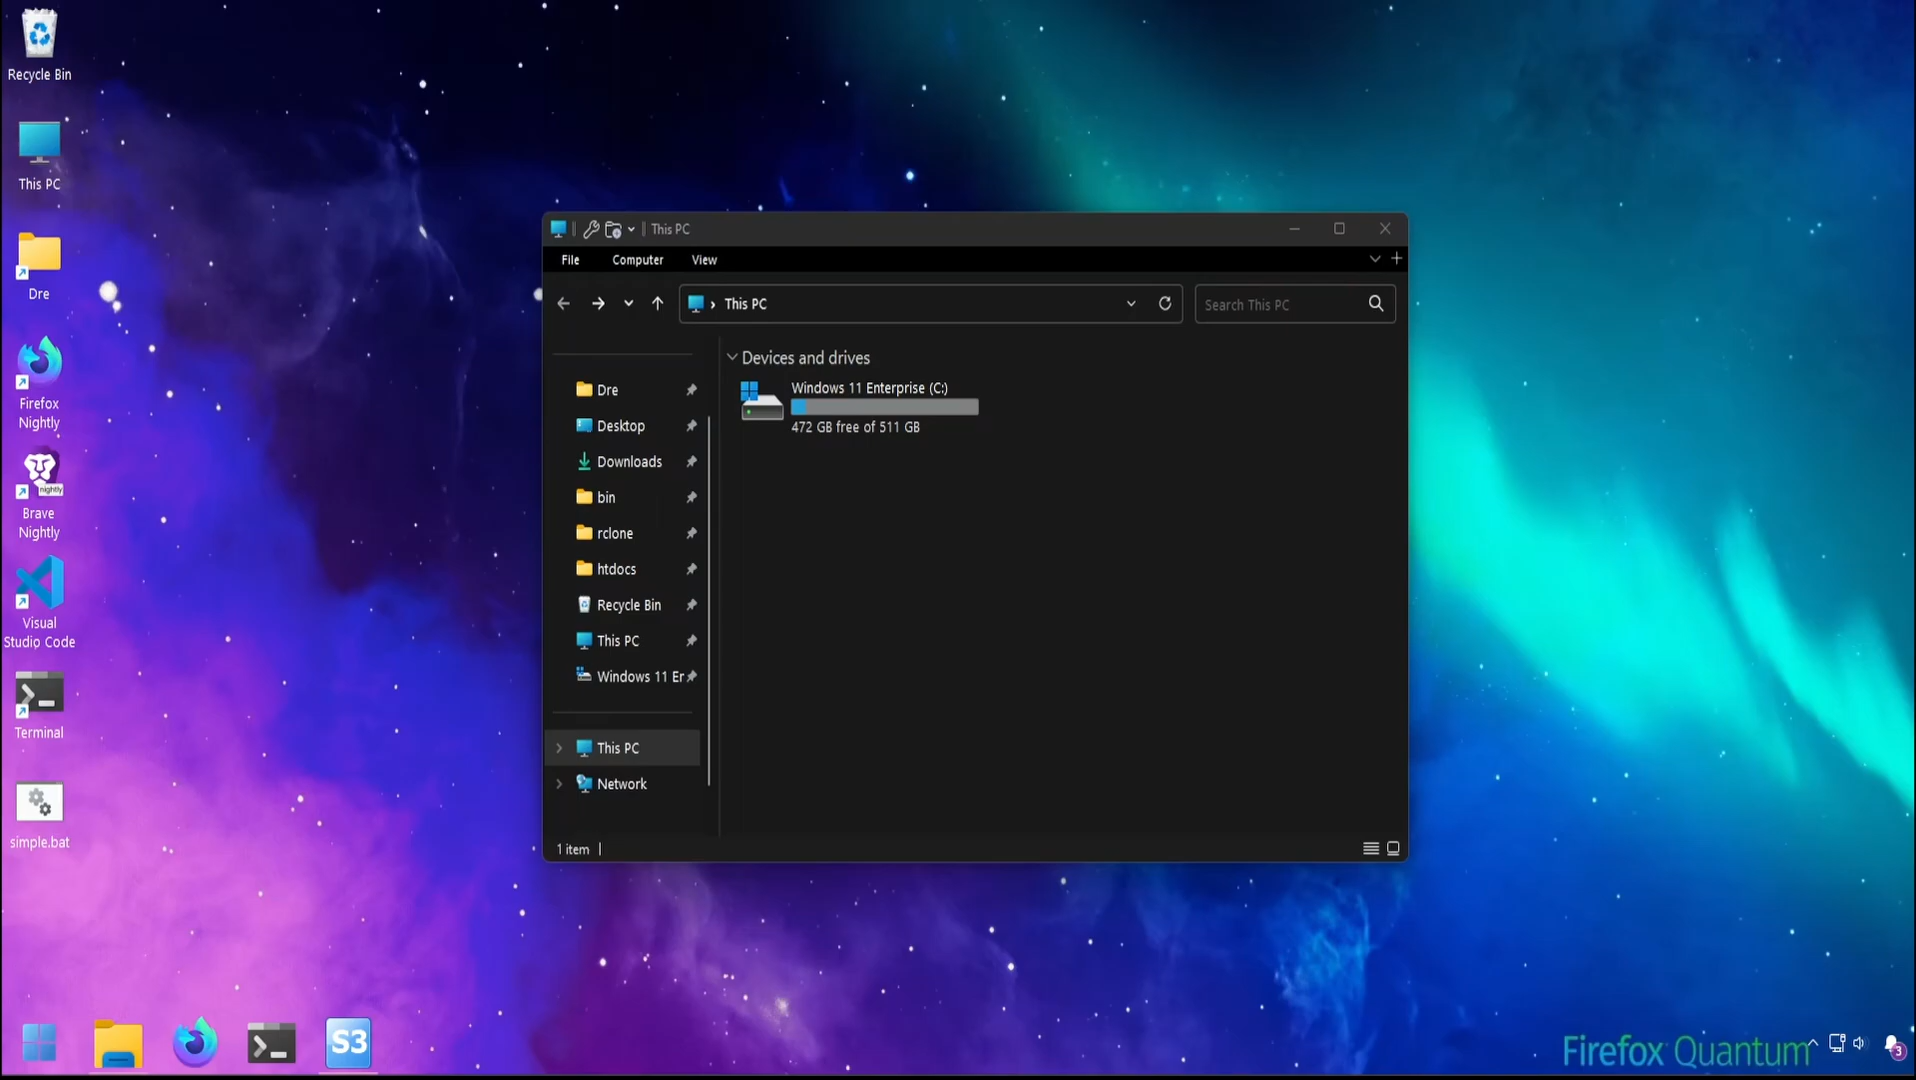 Recycle Bin
This PC
Dre
Firefox
Nightly
nightly
Brave
Nightly
Visual
Studio Code
Terminal
simple.bat
This PC
File
Computer
View
This PC
Search This PC
Dre
Desktop
Downloads
bin
rclone
htdocs
Recycle Bin
This PC
Windows 11 Er
This PC
Network
Devices and drives
Windows 11 Enterprise (C:)
472 GB free of 511 GB
1 item
S3
Firefox Quantum
3